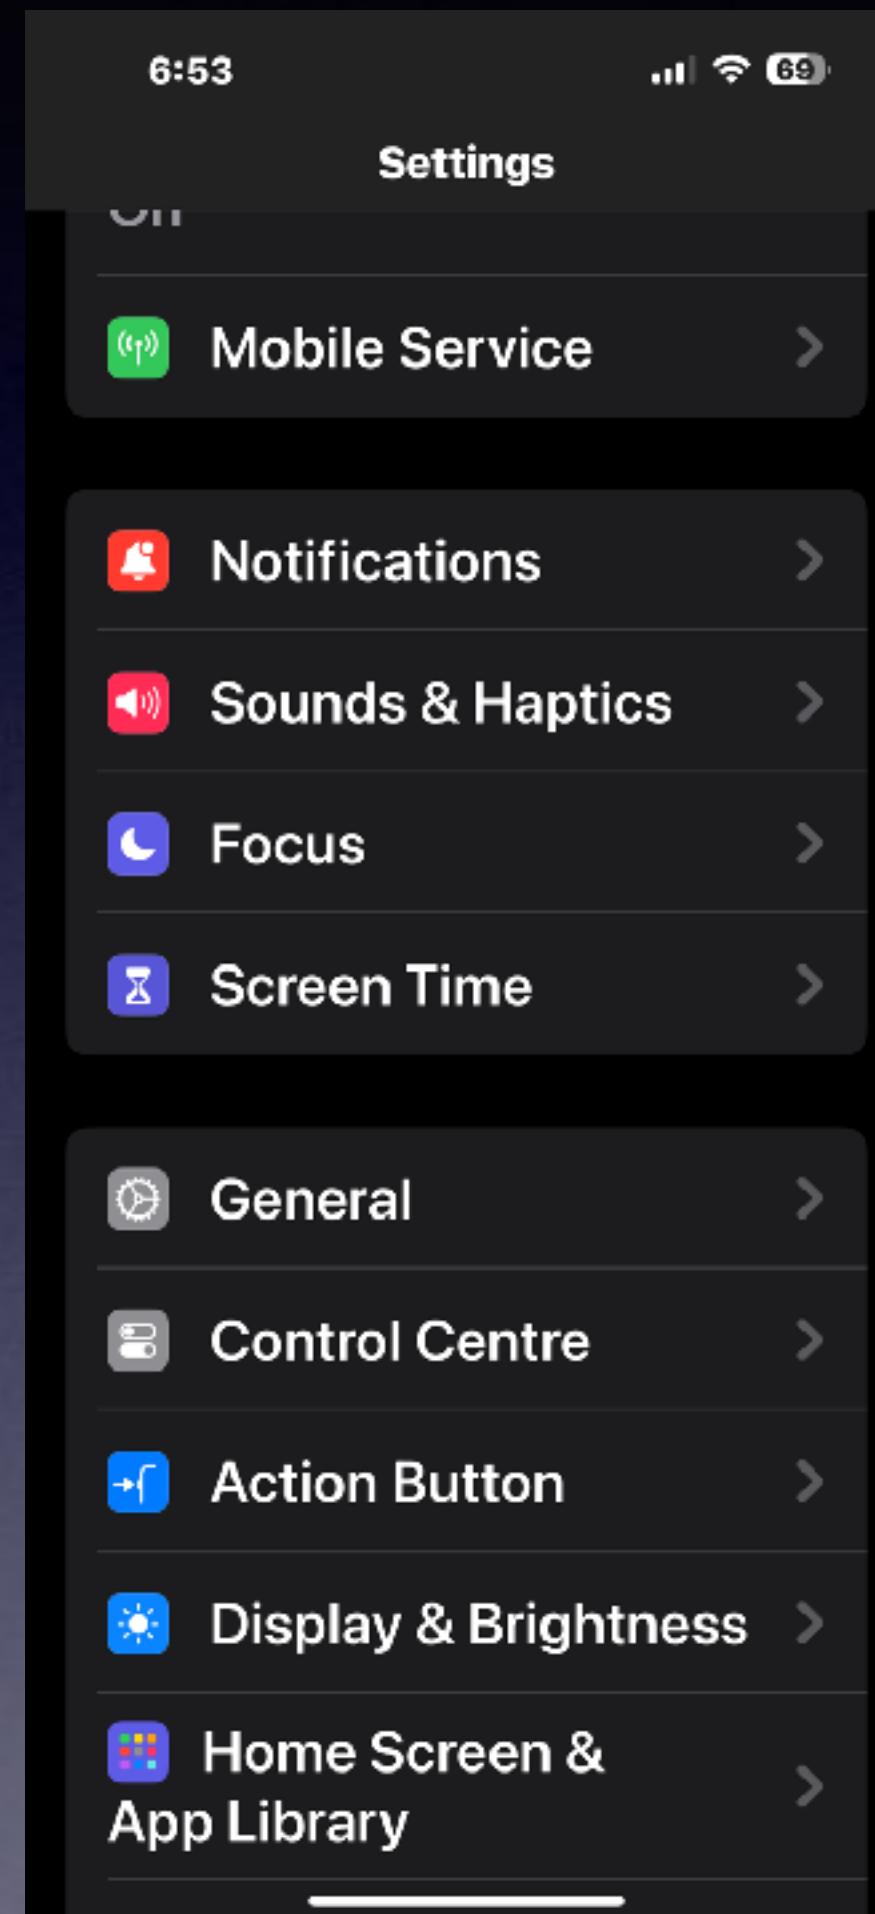 6:53
69
Settings
Mobile Service
Notifications
Sounds & Haptics
Focus
Screen Time
General
Control Centre
Action Button
Display & Brightness
Home Screen &
App Library